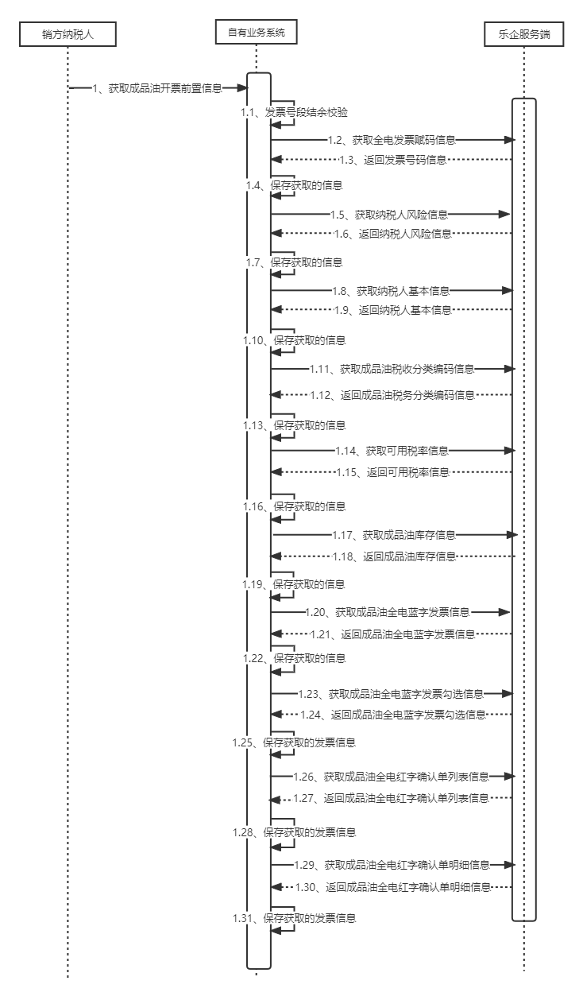 销方纳税人
自有业务系统
乐企服务端
1、获取成品油开票前置信息
1.1、发票号段结余校验
1.2、获取全电发票赋码信息
1.3、返回发票号码信息
1.4、保存获取的信息
1.5、获取纳税人风险信息
1.6、返回纳税人风险信息
1.7、保存获取的信息
1.8、获取纳税人基本信息
1.9、返回纳税人基本信息
1.10、保存获取的信息
1.11、获取成品油税收分类编码信息
1.12、返回成品油税务分类编码信息
1.13、保存获取的信息
1.14、获取可用税率信息
1.15、返回可用税率信息
1.16、保存获取的信息
1.17、获取成品油库存信息
1.18、返回成品油库存信息
1.19、保存获取的信息
1.20、获取成品油全电蓝字发票信息
1.21、返回成品油全电蓝字发票信息
1.22、保存获取的信息
1.23、获取成品油全电蓝字发票勾选信息
1.24、返回成品油全电蓝字发票勾选信息
1.25、保存获取的发票信息
1.26、获取成品油全电红字确认单列表信息
1.27、返回成品油全电红字确认单列表信息
1.28、保存获取的发票信息
1.29、获取成品油全电红字确认单明细信息
1.30、返回成品油全电红字确认单明细信息
1.31、保存获取的发票信息